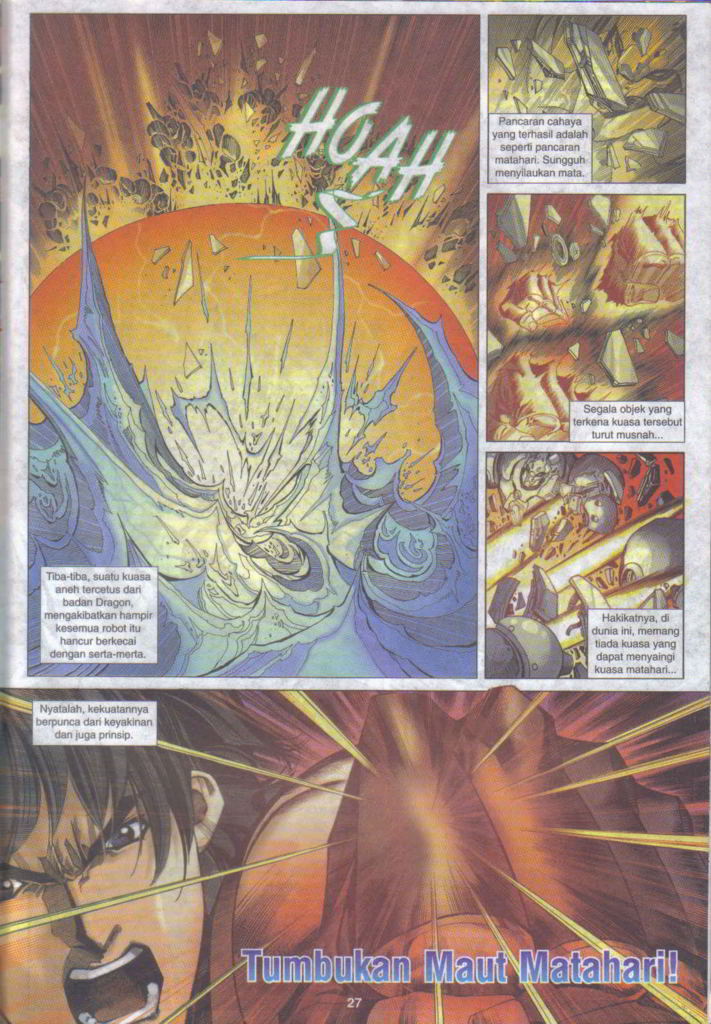 HOAH
Tiba-tiba, suatu kuasa
aneh tercetus dari
badan Dragon,
mengakibatkan hampir
kesemua robot itu
hancur berkecai
dengan serta-merta.
Pancaran cahaya
yang terhasil adalah
seperti pancaran
matahari. Sungguh
menyilaukan mata.
Segala objek yang
terkena kuasa tersebut
turut musnah...
Hakikatnya, di
dunia ini, memang
tiada kuasa yang
dapat menyaingi
kuasa matahari...
Nyatalah, kekuatannya
berpunca dari keyakinan
dan juga prinsip.
Tumbukan Maut Matahari!
27